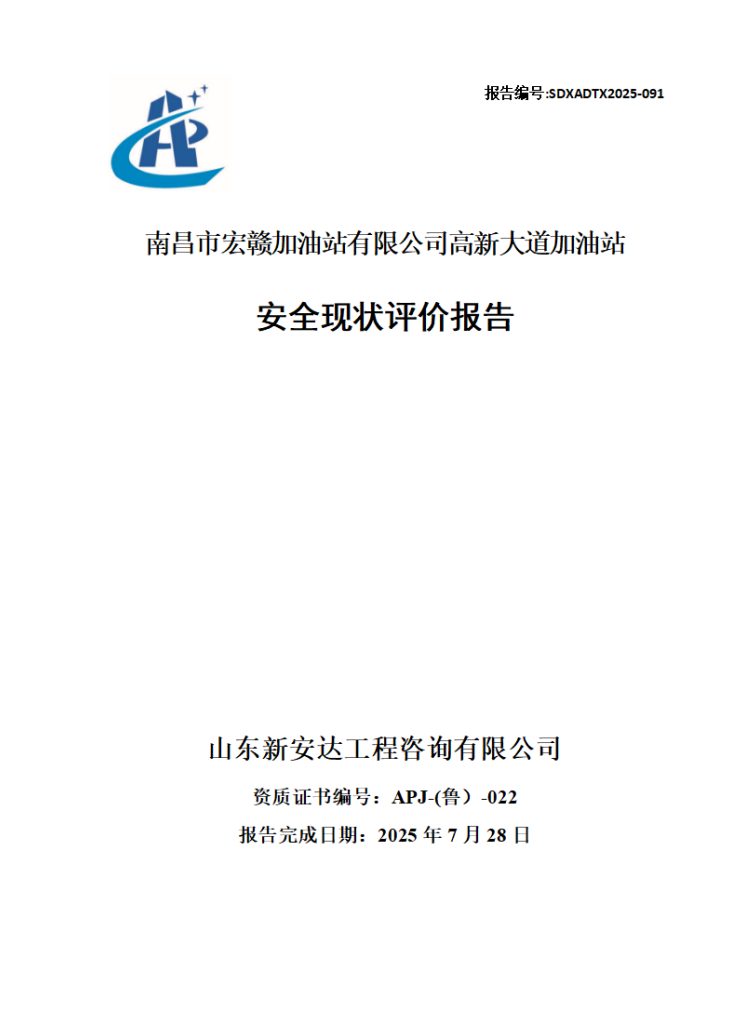 报告编号:SDXADTX2025-091
南昌市宏赣加油站有限公司高新大道加油站
安全现状评价报告
山东新安达工程咨询有限公司
资质证书编号：APJ-(鲁）-022
报告完成日期：2025 年 7 月 28 日